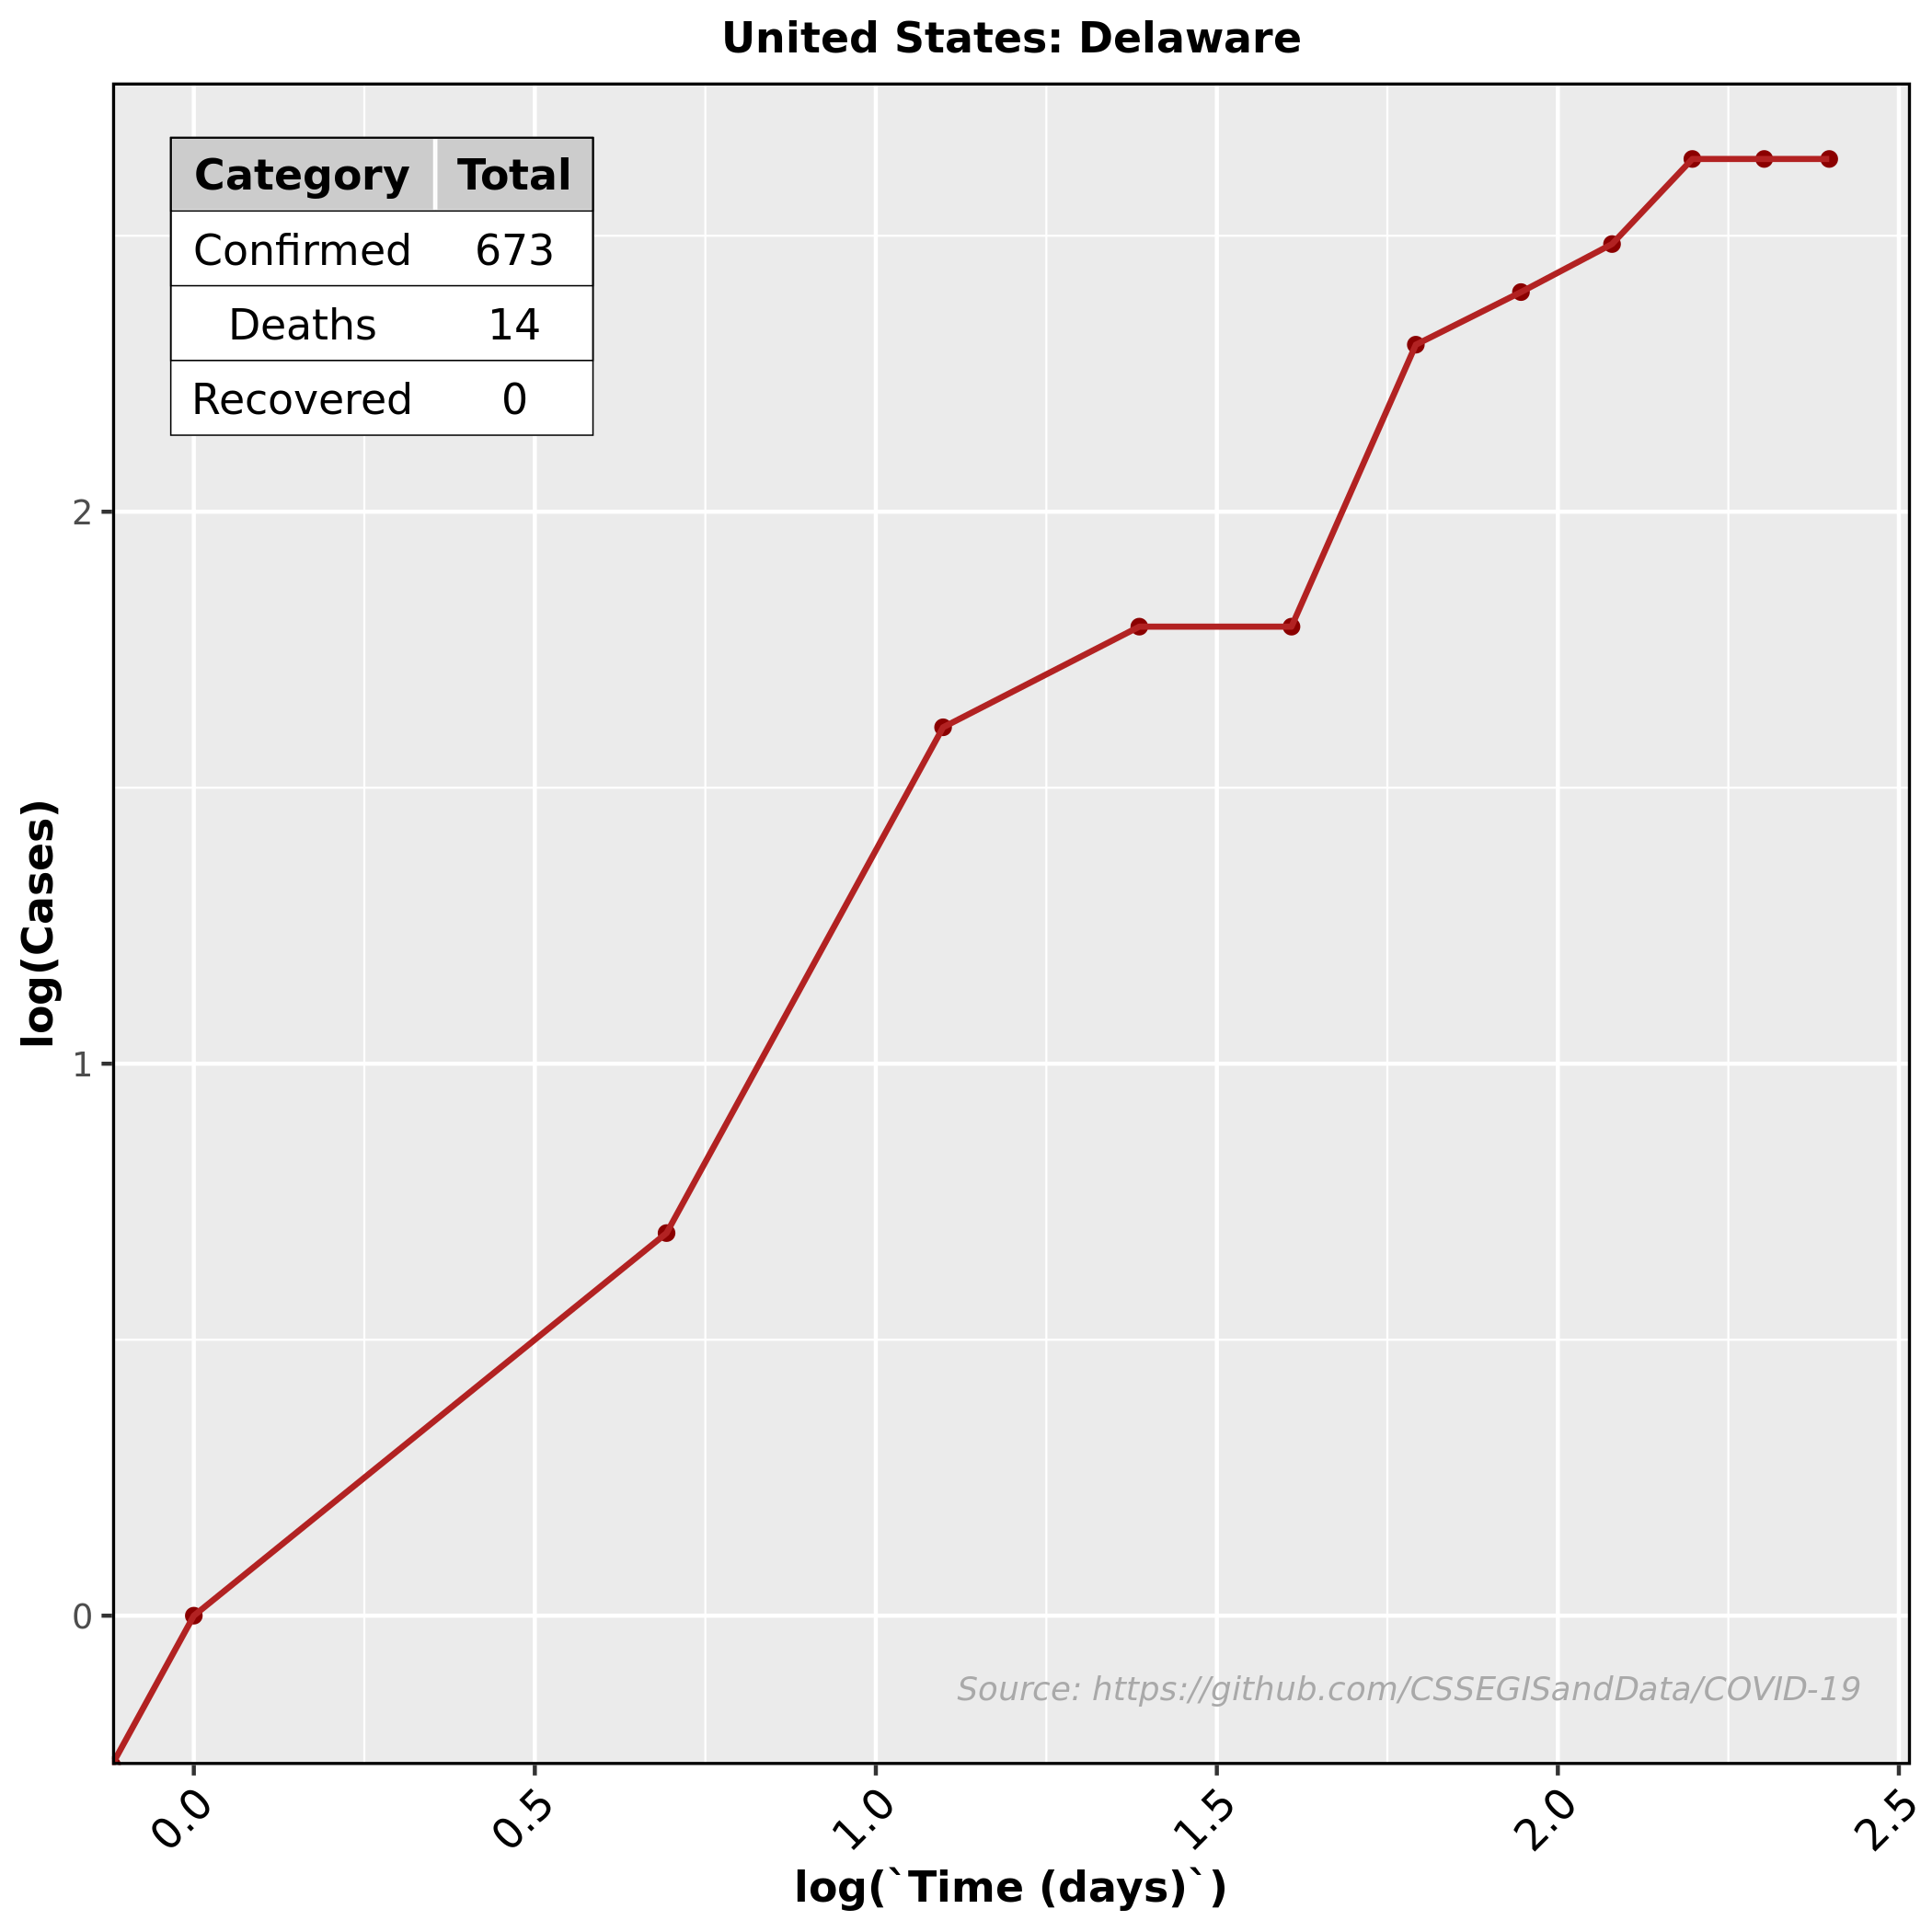 United States: Delaware
Category Total
Confirmed 673
Deaths 14
Recovered 0
2
1
0
log(Cases)
Source: https://github.com/CSSEGISandData/COVID-19
0.0 0.5 1.0 1.5 2.0 2.5
log(`Time (days)`)